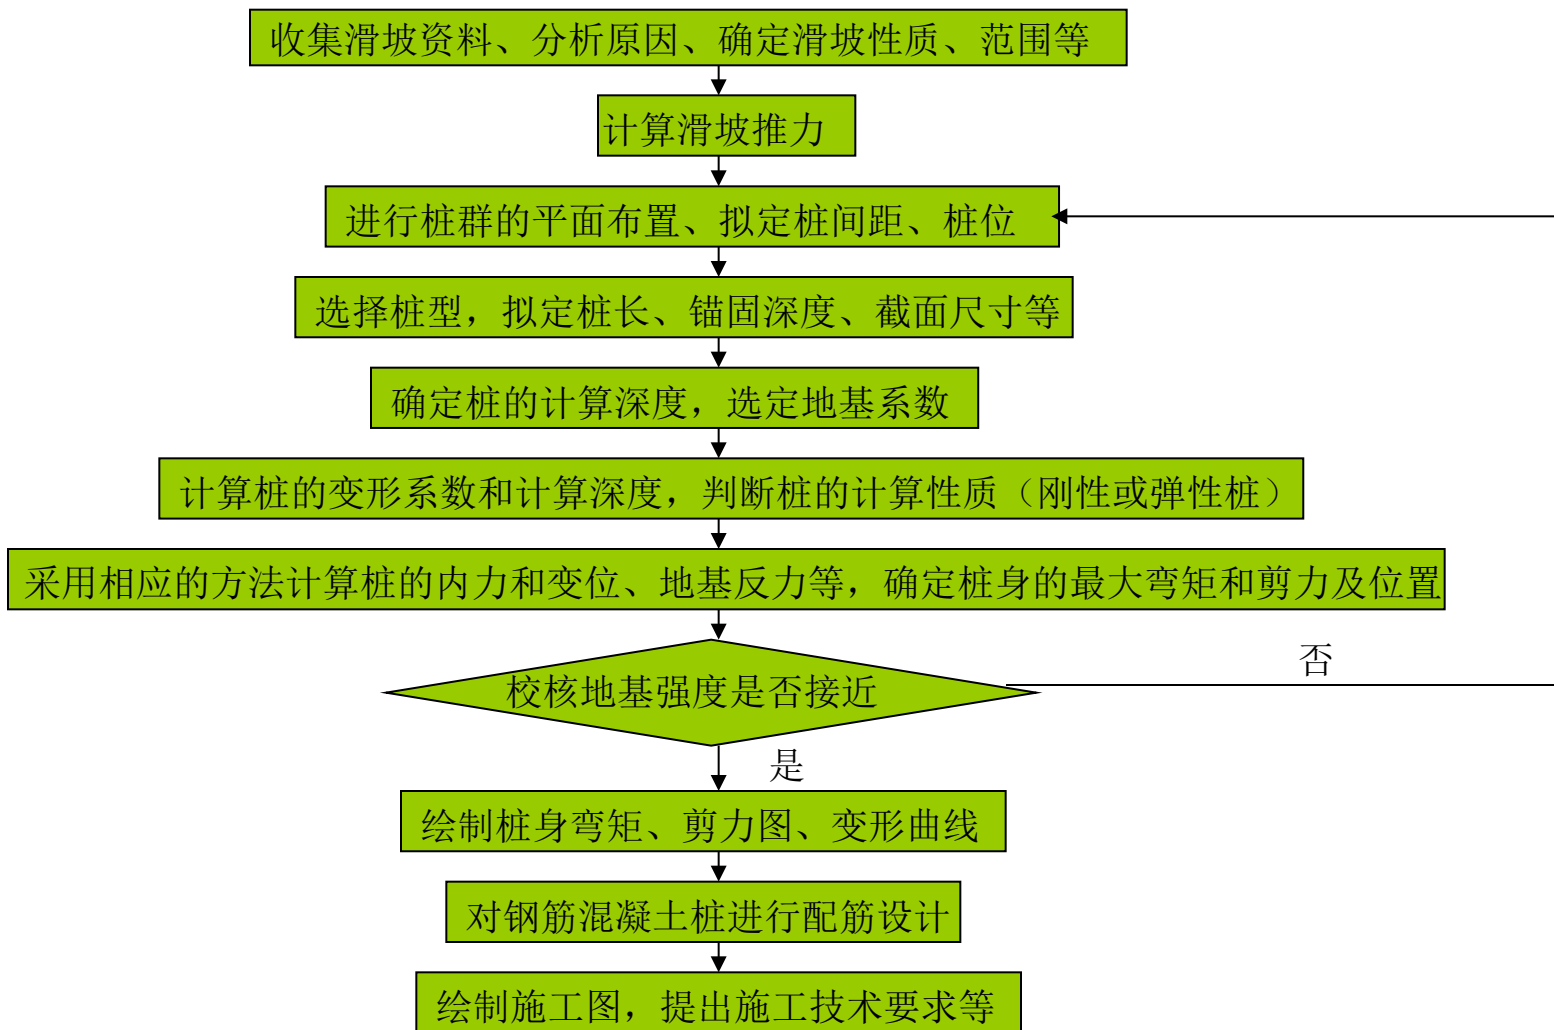 收集滑坡资料、分析原因、确定滑坡性质、范围等
计算滑坡推力
进行桩群的平面布置、拟定桩间距、桩位
选择桩型，拟定桩长、锚固深度、截面尺寸等
确定桩的计算深度，选定地基系数
计算桩的变形系数和计算深度，判断桩的计算性质（刚性或弹性桩）
采用相应的方法计算桩的内力和变位、地基反力等，确定桩身的最大弯矩和剪力及位置
校核地基强度是否接近
否
是
绘制桩身弯矩、剪力图、变形曲线
对钢筋混凝土桩进行配筋设计
绘制施工图，提出施工技术要求等